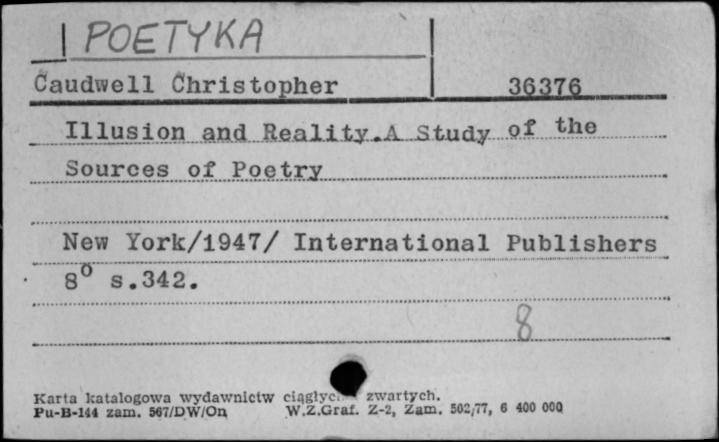 POETYKA
Caudwell Christopher 36376
Illusion and Reality.A Study of the
Sources of Poetry
New York/1947/ International Publishers
8° s.342.
8
Karta katalogowa wydawnictw zwartych.
Pu-B-144 zam. 567/DW/On W.Z.Graf. Z-2, Zam. 502/77, 6 400 000